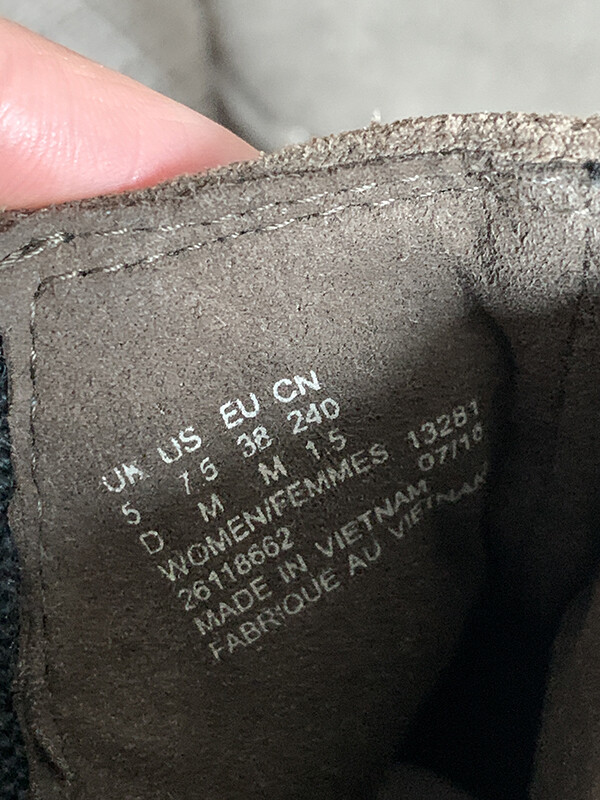 UK US EU CN
5 7.5 38 240
D M M 1.5
WOMEN/FEMMES 13281
26118662 07/16
MADE IN VIETNAM
FABRIQUE AU VIETNAM